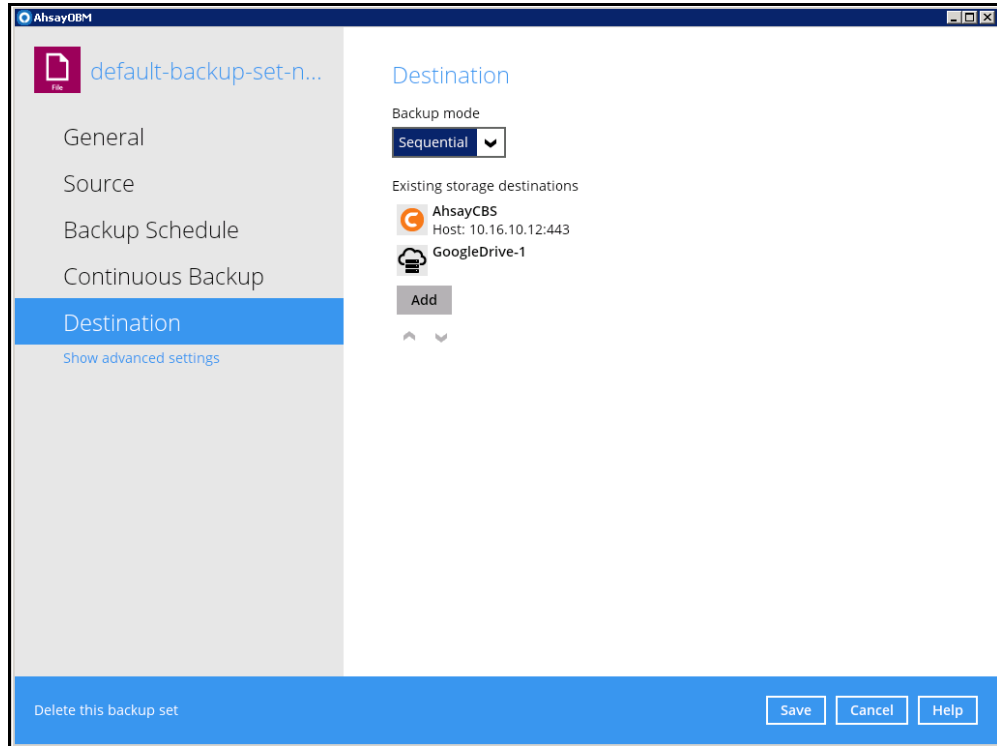 AhsayOBM
File
default-backup-set-n...
General
Source
Backup Schedule
Continuous Backup
Destination
Show advanced settings
Destination
Backup mode
Sequential
Existing storage destinations
AhsayCBS
Host: 10.16.10.12:443
GoogleDrive-1
Add
Delete this backup set
Save
Cancel
Help